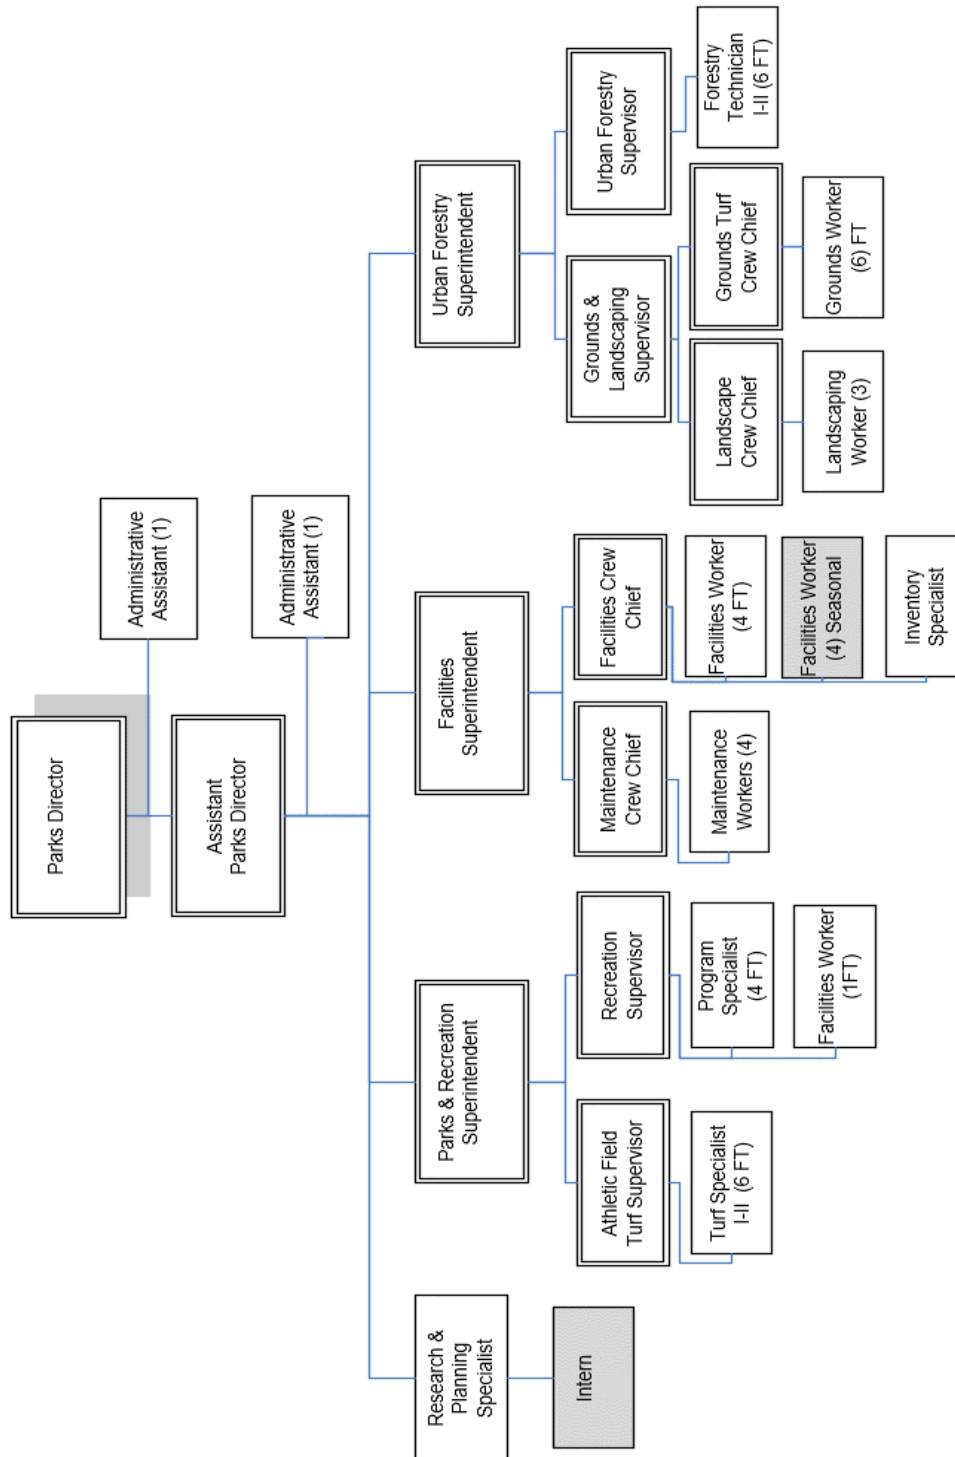 Parks Director
Administrative
Assistant (1)
Assistant
Parks Director
Administrative
Assistant (1)
Research &
Planning
Specialist
Intern
Parks & Recreation
Superintendent
Athletic Field
Turf Supervisor
Turf Specialist
I-II (6 FT)
Recreation
Supervisor
Program
Specialist
(4 FT)
Facilities Worker
(1FT)
Facilities
Superintendent
Maintenance
Crew Chief
Maintenance
Workers (4)
Facilities Crew
Chief
Facilities Worker
(4 FT)
Facilities Worker
(4) Seasonal
Inventory
Specialist
Urban Forestry
Superintendent
Grounds &
Landscaping
Supervisor
Landscape
Crew Chief
Landscaping
Worker (3)
Grounds Turf
Crew Chief
Grounds Worker
(6) FT
Urban Forestry
Supervisor
Forestry
Technician
I-II (6 FT)